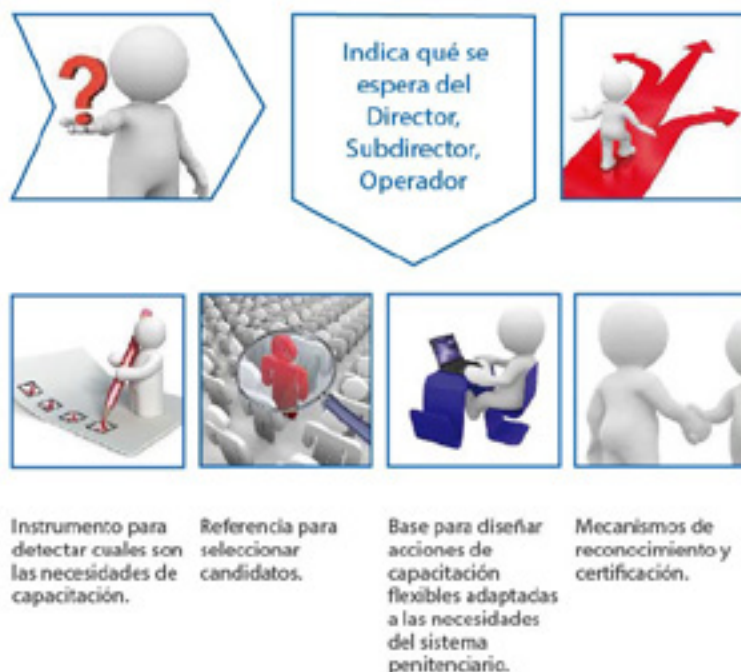 Indica qué se
espera del
Director,
Subdirector,
Operador
Instrumento para
detectar cuales son
las necesidades de
capacitación.
Referencia para
seleccionar
candidatos.
Base para diseñar
acciones de
capacitación
flexibles adaptadas
a las necesidades
del sistema
penitenciario.
Mecanismos de
reconocimiento y
certificación.